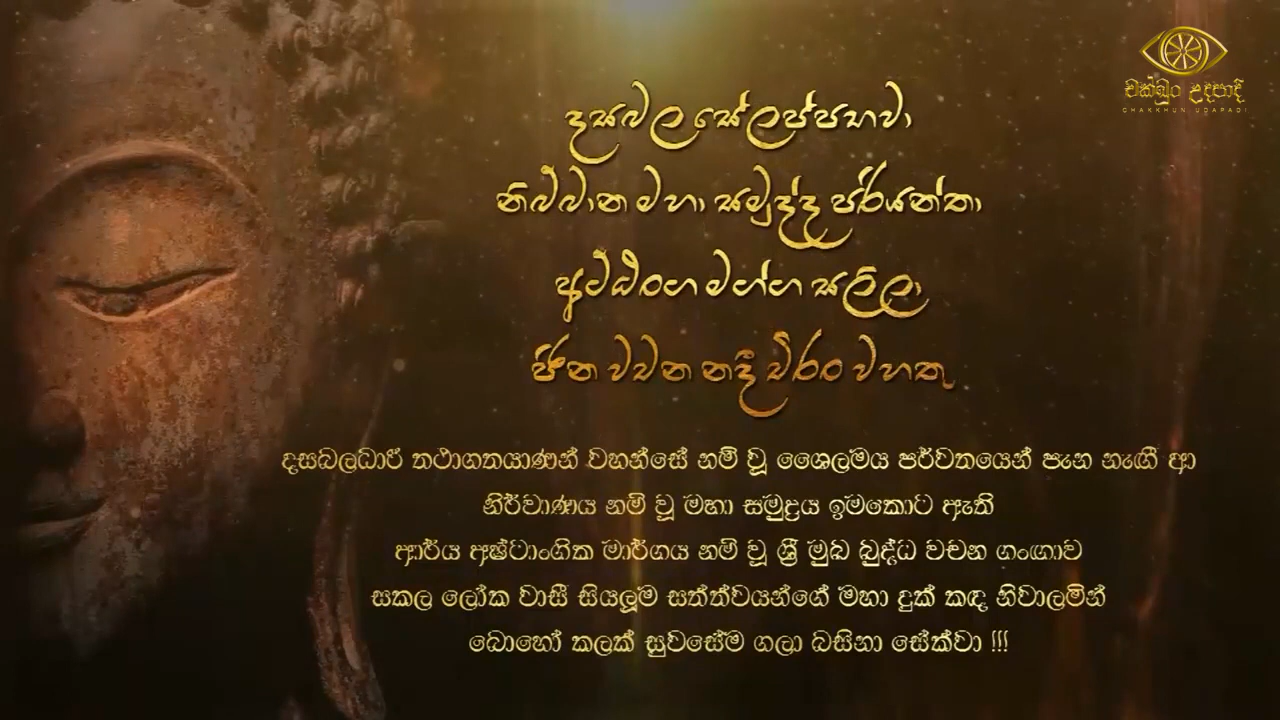 චක්ඛුං උදපාදි
CHAKKHUN UDAPADI
දසබල සේලප්පභවා
නිබ්බාන මහා සමුද්ද පරියන්තා
අට්ඨංග මග්ග සලිලා
ජින වචන නදී චිරං වහතු
දසබලධාරී තථාගතයාණන් වහන්සේ නම් වූ ශෛලමය පර්වතයෙන් පැන නැඟී ආ
නිර්වාණය නම් වූ මහා සමුද්‍රය ඉමකොට ඇති
ආර්ය අෂ්ටාංගික මාර්ගය නම් වූ ශ්‍රී මුඛ බුද්ධ වචන ගංඟාව
සකල ලෝක වාසී සියලූම සත්ත්වයන්ගේ මහා දුක් කඳ නිවාලමින්
බොහෝ කලක් සුවසේම ගලා බසිනා සේක්වා !!!